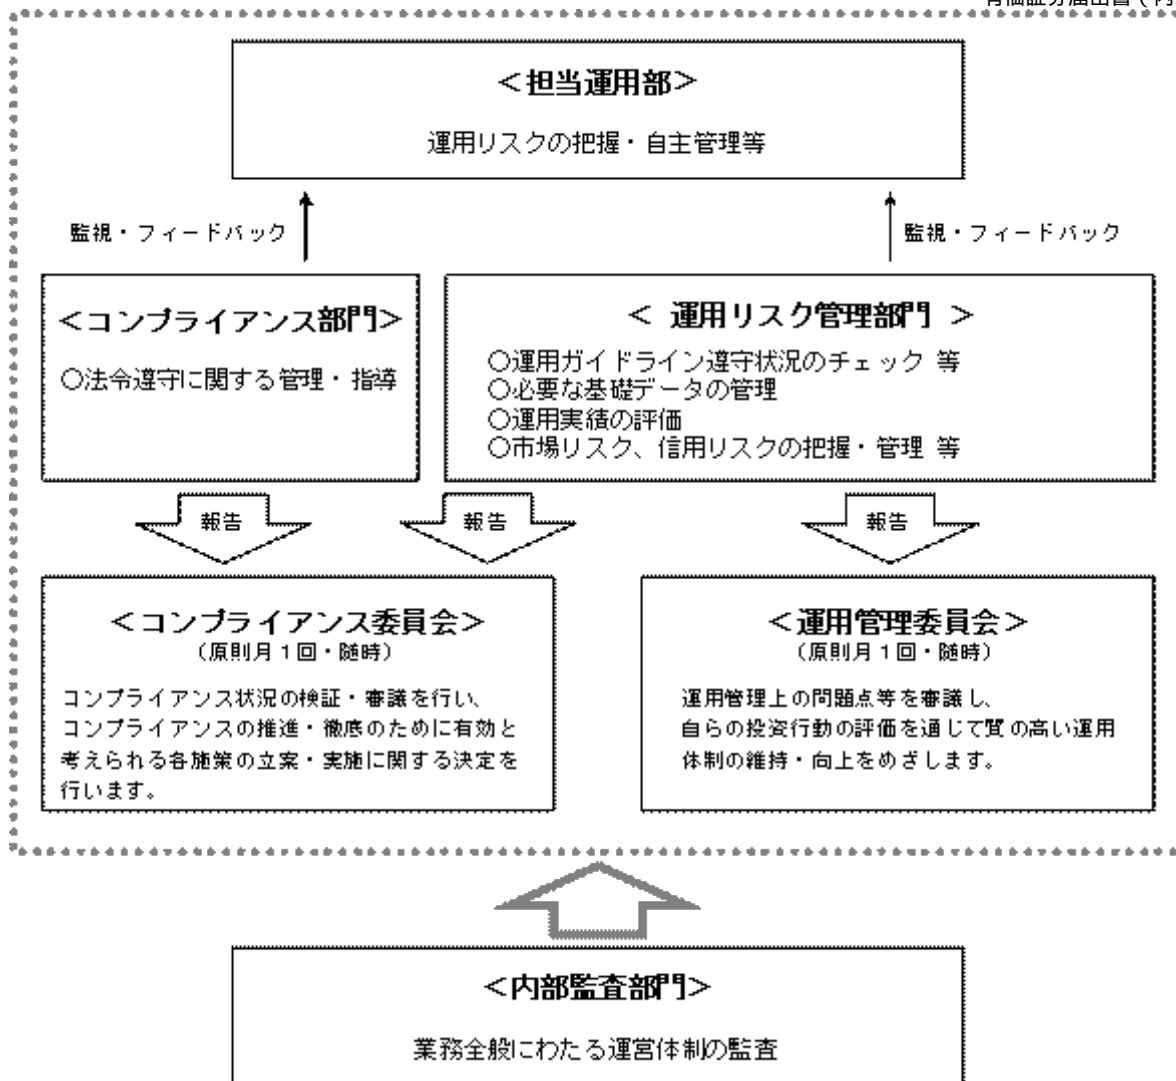 ＜担当運用部＞
運用リスクの把握・自主管理等
監視・フィードバック
監視・フィードバック
＜コンプライアンス部門＞
○法令遵守に関する管理・指導
＜ 運用リスク管理部門 ＞
○運用ガイドライン遵守状況のチェック 等
○必要な基礎データの管理
○運用実績の評価
○市場リスク、信用リスクの把握・管理 等
報告
報告
報告
＜コンプライアンス委員会＞
（原則月１回・随時）
コンプライアンス状況の検証・審議を行い、
コンプライアンスの推進・徹底のために有効と
考えられる各施策の立案・実施に関する決定を
行います。
＜運用管理委員会＞
（原則月１回・随時）
運用管理上の問題点等を審議し、
自らの投資行動の評価を通じて質の高い運用
体制の維持・向上をめざします。
＜内部監査部門＞
業務全般にわたる運営体制の監査